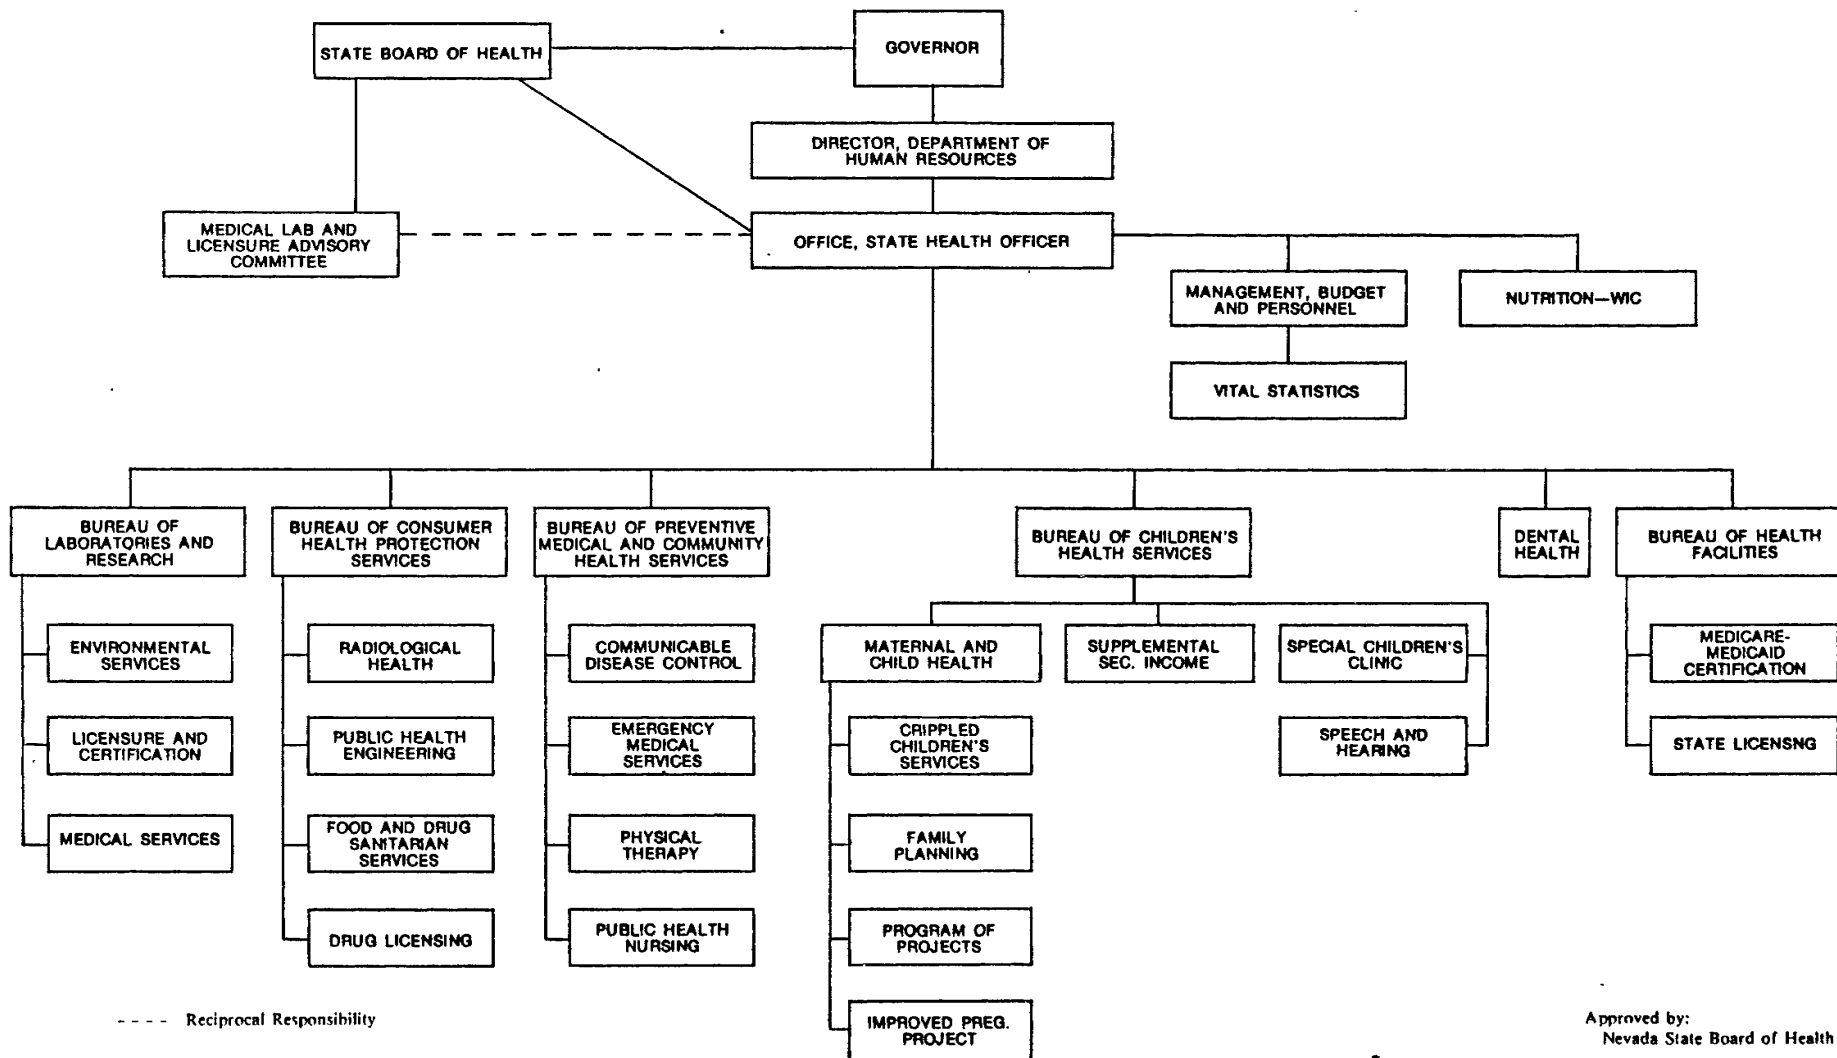 STATE BOARD OF HEALTH
GOVERNOR
DIRECTOR, DEPARTMENT OF
HUMAN RESOURCES
MEDICAL LAB AND
LICENSURE ADVISORY
COMMITTEE
OFFICE, STATE HEALTH OFFICER
MANAGEMENT, BUDGET
AND PERSONNEL
NUTRITION—WIC
VITAL STATISTICS
BUREAU OF
LABORATORIES AND
RESEARCH
BUREAU OF CONSUMER
HEALTH PROTECTION
SERVICES
BUREAU OF PREVENTIVE
MEDICAL AND COMMUNITY
HEALTH SERVICES
BUREAU OF CHILDREN'S
HEALTH SERVICES
DENTAL
HEALTH
BUREAU OF HEALTH
FACILITIES
ENVIRONMENTAL
SERVICES
RADIOLOGICAL
HEALTH
COMMUNICABLE
DISEASE CONTROL
MATERNAL AND
CHILD HEALTH
SUPPLEMENTAL
SEC. INCOME
SPECIAL CHILDREN'S
CLINIC
MEDICARE-
MEDICAID
CERTIFICATION
LICENSURE AND
CERTIFICATION
PUBLIC HEALTH
ENGINEERING
EMERGENCY
MEDICAL
SERVICES
CRIPPLED
CHILDREN'S
SERVICES
SPEECH AND
HEARING
STATE LICENSNG
MEDICAL SERVICES
FOOD AND DRUG
SANITARIAN
SERVICES
PHYSICAL
THERAPY
FAMILY
PLANNING
DRUG LICENSING
PUBLIC HEALTH
NURSING
PROGRAM OF
PROJECTS
IMPROVED PREG.
PROJECT
---- Reciprocal Responsibility
Approved by:
Nevada State Board of Health